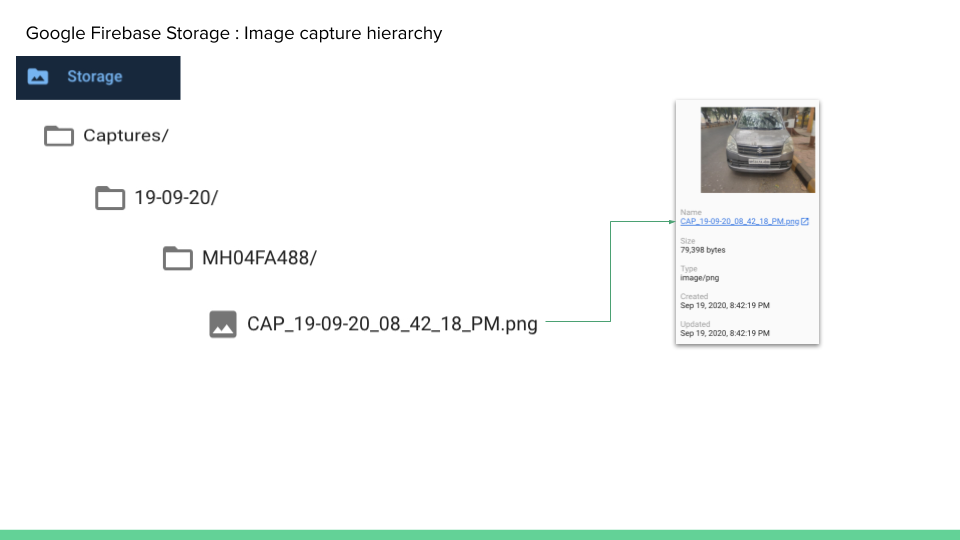 Google Firebase Storage : Image capture hierarchy
Storage
Captures/
19-09-20/
MH04FA488/
CAP_19-09-20_08_42_18_PM.png
Name
CAP_19-09-20_08_42_18_PM.png
Size
79,398 bytes
Type
image/png
Created
Sep 19, 2020, 8:42:19 PM
Updated
Sep 19, 2020, 8:42:19 PM